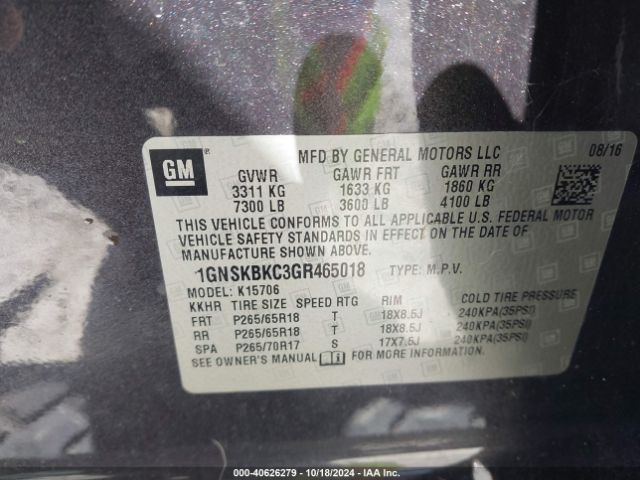 GM
MFD BY GENERAL MOTORS LLC 08/16
GVWR GAWR FRT GAWR RR
3311 KG 1633 KG 1860 KG
7300 LB 3600 LB 4100 LB
THIS VEHICLE CONFORMS TO ALL APPLICABLE U.S. FEDERAL MOTOR
VEHICLE SAFETY STANDARDS IN EFFECT ON THE DATE OF
MANUFACTURE SHOWN ABOVE.
1GNSKBKC3GR465018 TYPE: M.P.V.
MODEL: K15706
KKHR TIRE SIZE SPEED RTG RIM COLD TIRE PRESSURE
FRT P265/65R18 T 18X8.5J 240KPA(35PSI)
RR P265/65R18 T 18X8.5J 240KPA(35PSI)
SPA P265/70R17 S 17X7.5J 240KPA(35PSI)
SEE OWNER'S MANUAL FOR MORE INFORMATION.
000-40626279 - 10/18/2024 - IAA Inc.